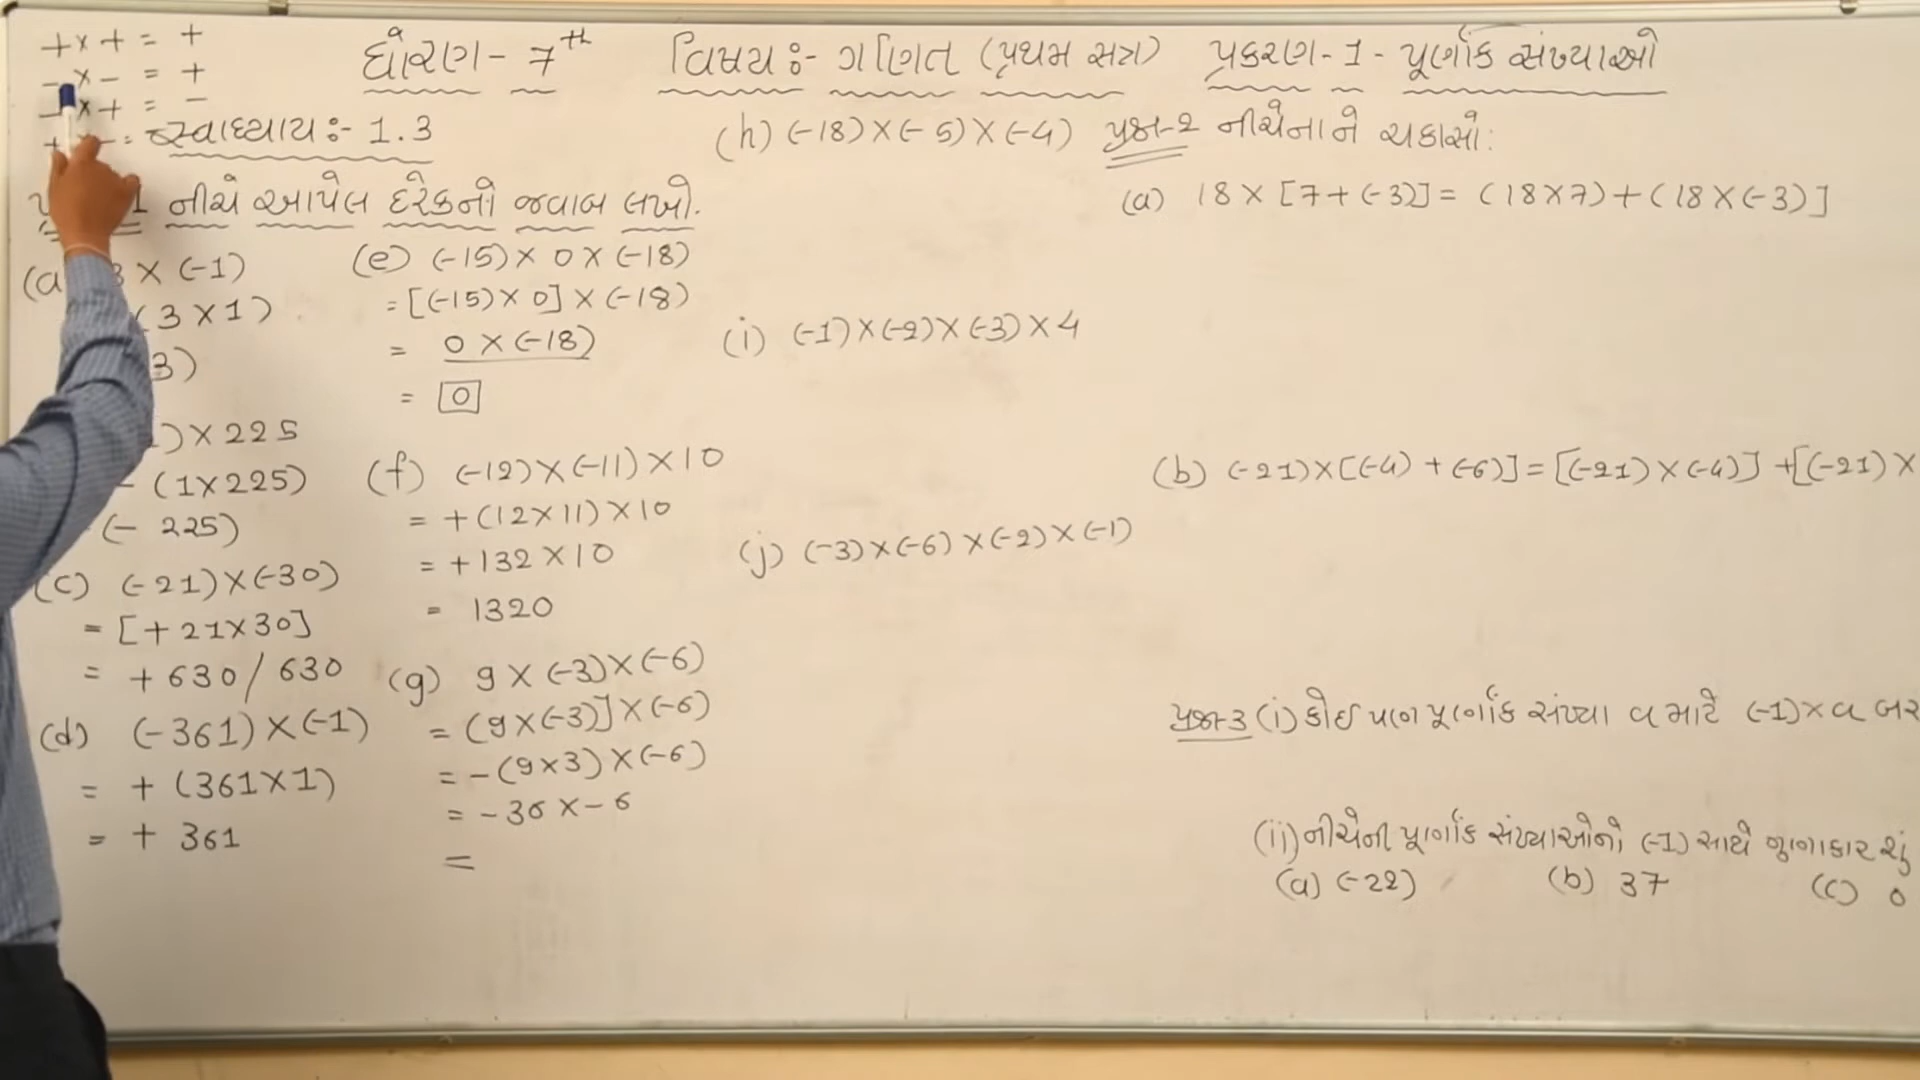 + × + = +
- × - = +
- × + = -
ધોરણ - 7th વિષય :- ગણિત (પ્રથમ સત્ર) પ્રકરણ - 1 - પૂર્ણાંક સંખ્યાઓ
સ્વાધ્યાય :- 1.3
1 નીચે આપેલ દરેકનો જવાબ લખો.
(a) 3 × (-1)
(3 × 1)
3)
) × 225
- (1×225)
(- 225)
(c) (-21) × (-30)
= [+ 21×30]
= + 630 / 630
(d) (-361) × (-1)
= + (361×1)
= + 361
(e) (-15) × 0 × (-18)
= [(-15) × 0] × (-18)
= 0 × (-18)
= 0
(f) (-12) × (-11) × 10
= + (12×11) × 10
= + 132 × 10
= 1320
(g) 9 × (-3) × (-6)
= (9 × (-3)] × (-6)
= - (9×3) × (-6)
= - 36 × - 6
=
(h) (-18) × (-5) × (-4)
(i) (-1) × (-2) × (-3) × 4
(j) (-3) × (-6) × (-2) × (-1)
પ્રશ્ન-2 નીચેનાને ચકાસો:
(a) 18 × [7 + (-3)] = (18×7) + (18 × (-3)]
(b) (-21) × [(-4) + (-6)] = [(-21) × (-4)] + [(-21) ×
પ્રશ્ન-3 (i) કોઈ પણ પૂર્ણાંક સંખ્યા a માટે (-1) × a બર
(ii) નીચેની પૂર્ણાંક સંખ્યાઓનો (-1) સાથે ગુણાકાર શું
(a) (-22) (b) 37 (c) 0